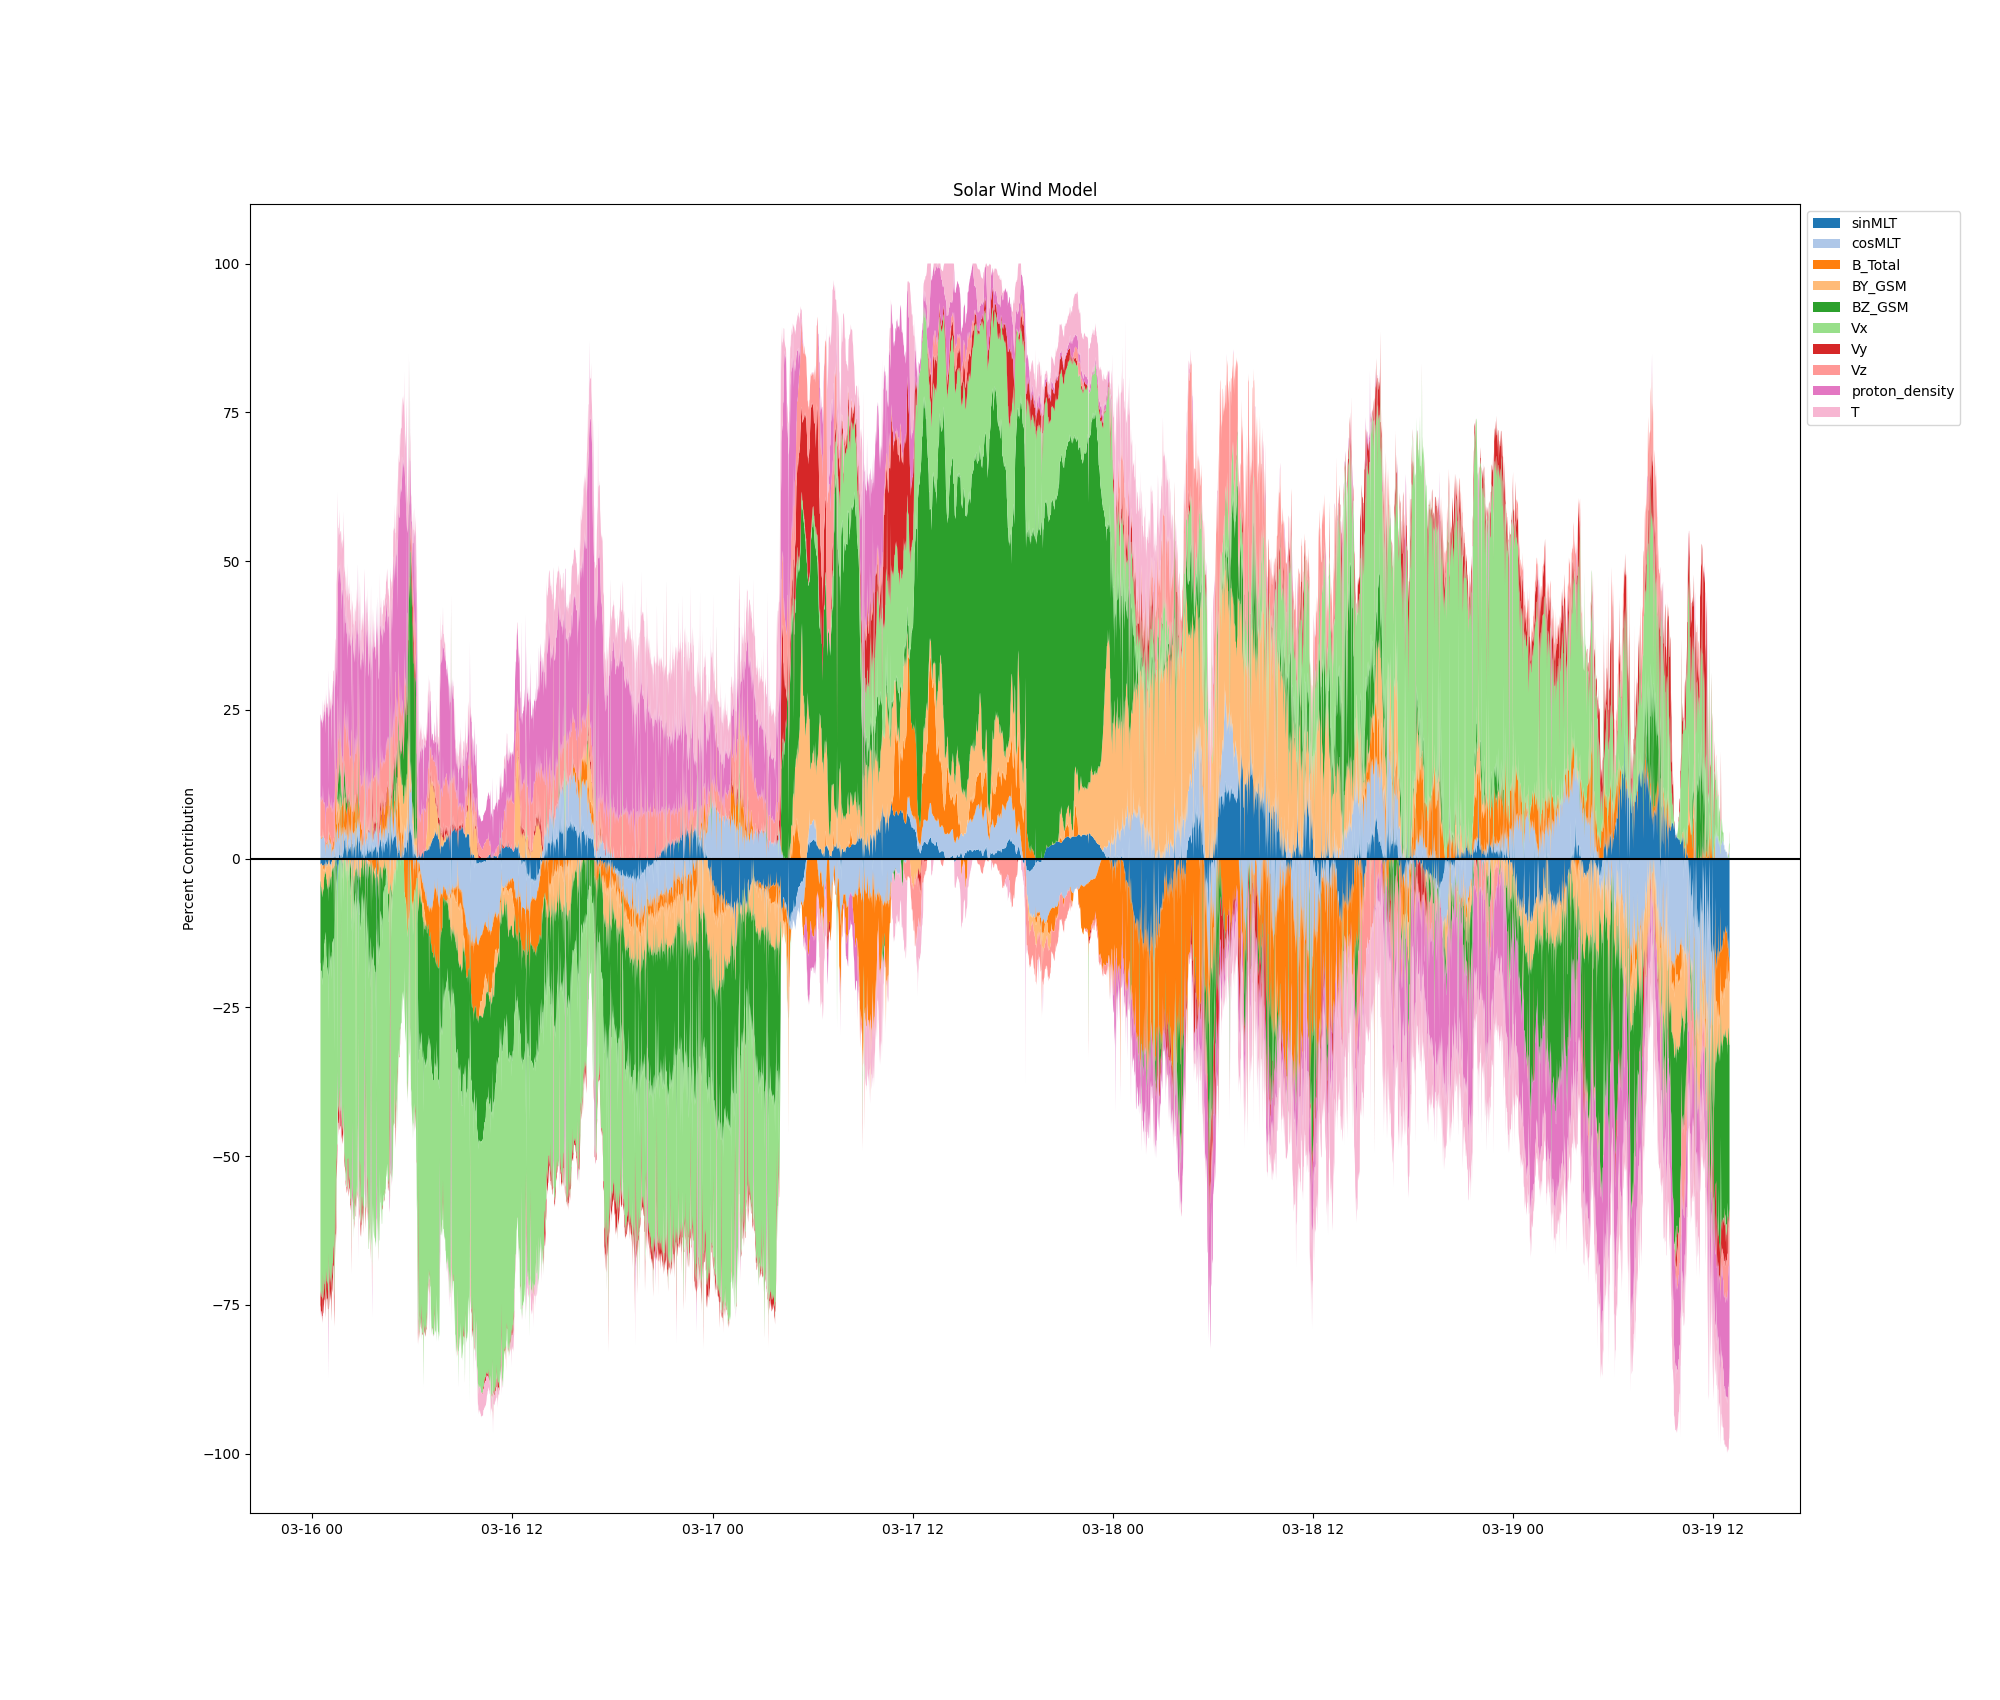 Solar Wind Model
sinMLT
cosMLT
B_Total
BY_GSM
BZ_GSM
Vx
Vy
Vz
proton_density
T
Percent Contribution
100
75
50
25
0
−25
−50
−75
−100
03-16 00
03-16 12
03-17 00
03-17 12
03-18 00
03-18 12
03-19 00
03-19 12